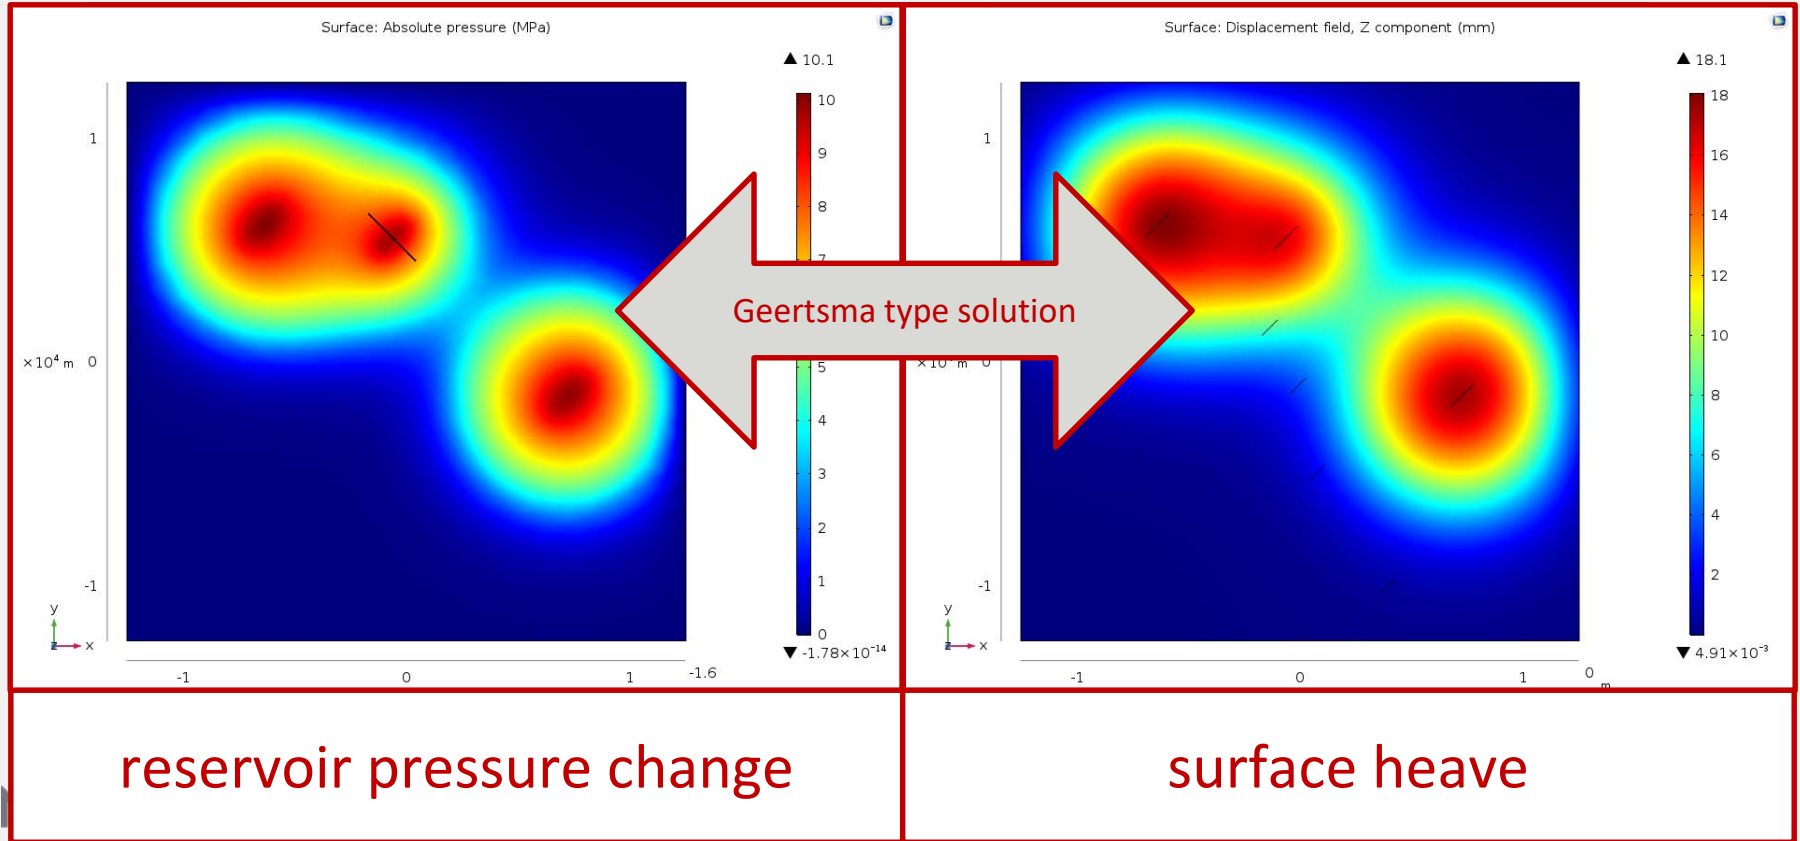 Surface: Absolute pressure (MPa)
▲ 10.1
10
9
8
7
5
4
3
2
1
0
▼ -1.78×10⁻¹⁴
1
×10⁴ m 0
-1
y
z x
-1 0 1 -1.6
Surface: Displacement field, Z component (mm)
▲ 18.1
18
16
14
12
10
8
6
4
2
▼ 4.91×10⁻³
1
0
-1
y
z x
-1 0 1 0
m
Geertsma type solution
reservoir pressure change
surface heave